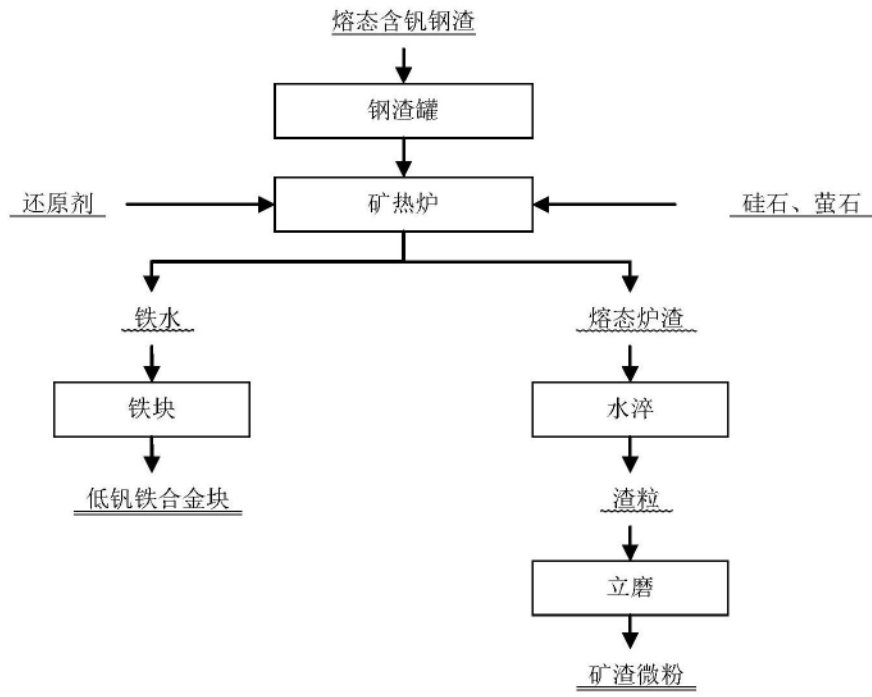 熔态含钒钢渣
钢渣罐
还原剂
矿热炉
硅石、萤石
铁水
熔态炉渣
铁块
水淬
低钒铁合金块
渣粒
立磨
矿渣微粉